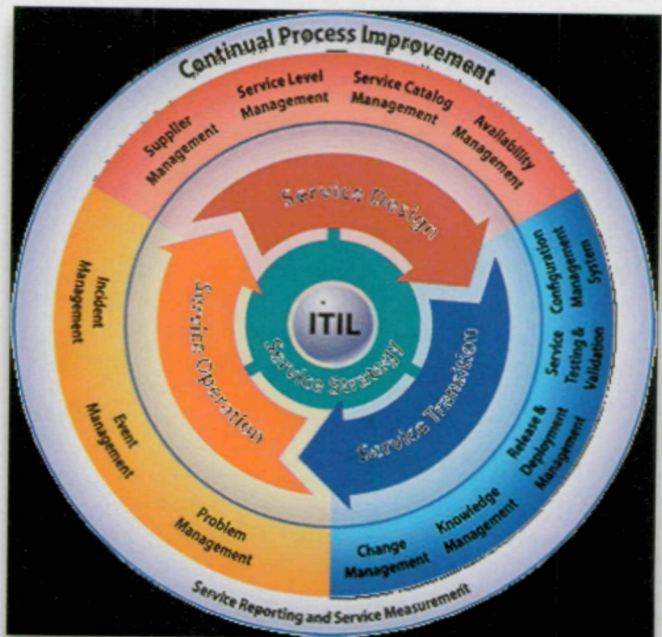 Continual Process Improvement
Supplier
Management
Service Level
Management
Service Catalog
Management
Availability
Management
Configuration
Management
System
Service
Testing &
Validation
Release &
Deployment
Management
Knowledge
Management
Change
Management
Problem
Management
Event
Management
Incident
Management
Service Design
Service Transition
Service Operation
Service Strategy
ITIL
Service Reporting and Service Measurement